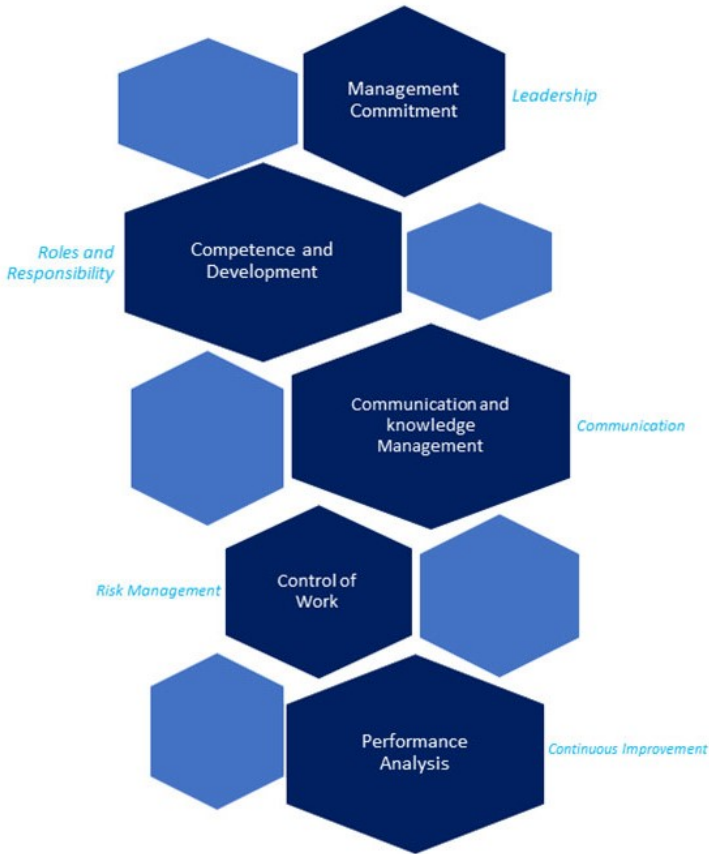 Management
Commitment
Leadership
Roles and
Responsibility
Competence and
Development
Communication and
knowledge
Management
Communication
Risk Management
Control of
Work
Performance
Analysis
Continuous Improvement